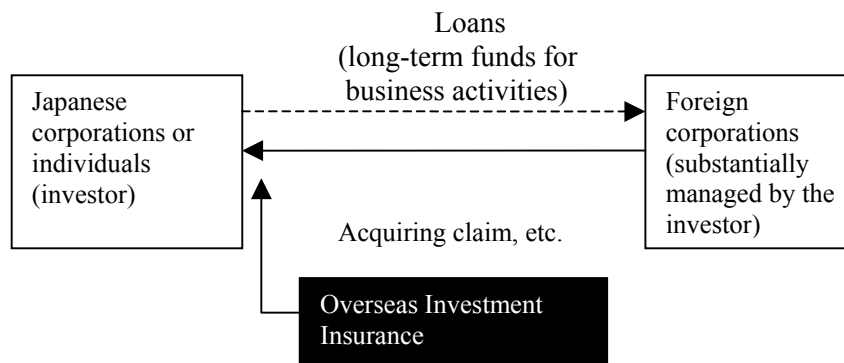 Loans
(long-term funds for
business activities)
Japanese
corporations or
individuals
(investor)
Foreign
corporations
(substantially
managed by the
investor)
Acquiring claim, etc.
Overseas Investment
Insurance